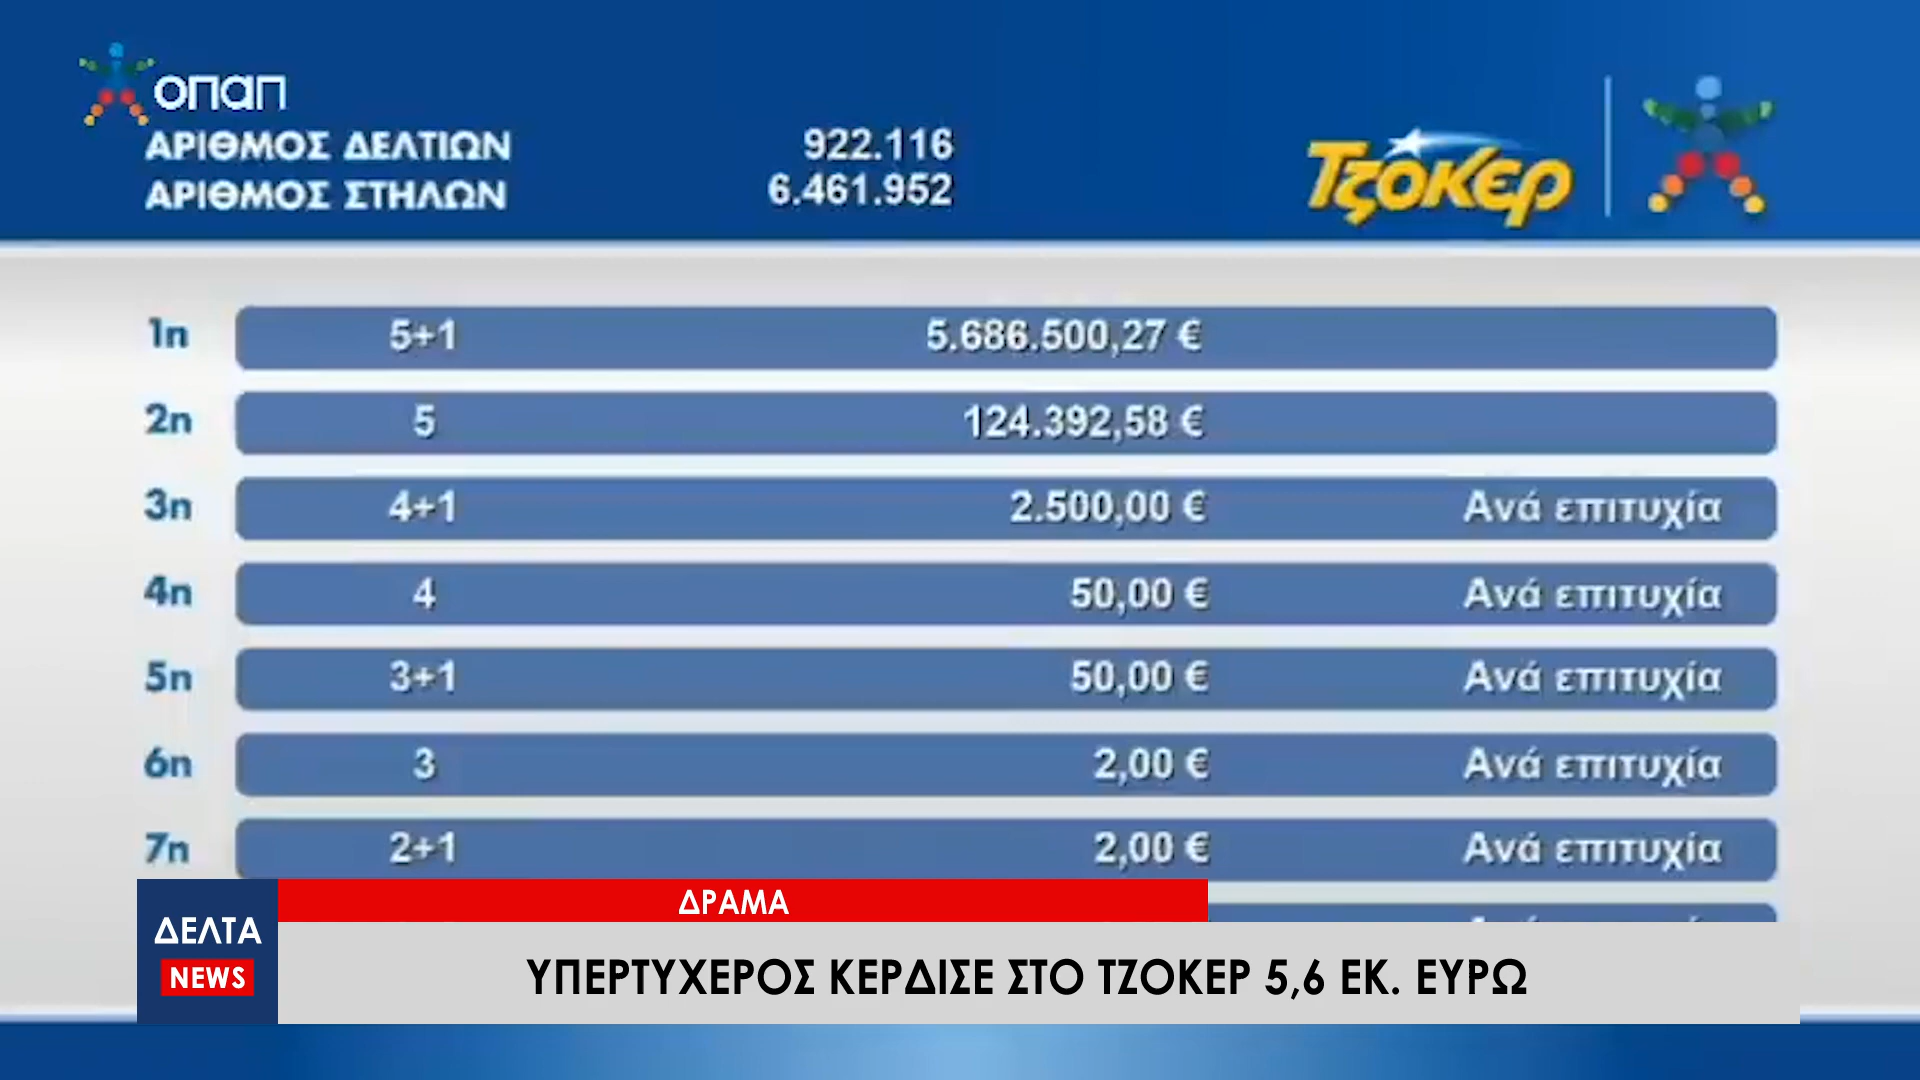 οπαπ
ΑΡΙΘΜΟΣ ΔΕΛΤΙΩΝ 922.116
ΑΡΙΘΜΟΣ ΣΤΗΛΩΝ 6.461.952
Τζόκερ
1η 5+1 5.686.500,27 €
2η 5 124.392,58 €
3η 4+1 2.500,00 € Ανά επιτυχία
4η 4 50,00 € Ανά επιτυχία
5η 3+1 50,00 € Ανά επιτυχία
6η 3 2,00 € Ανά επιτυχία
7η 2+1 2,00 € Ανά επιτυχία
ΔΡΑΜΑ
ΔΕΛΤΑ
NEWS
ΥΠΕΡΤΥΧΕΡΟΣ ΚΕΡΔΙΣΕ ΣΤΟ ΤΖΟΚΕΡ 5,6 ΕΚ. ΕΥΡΩ